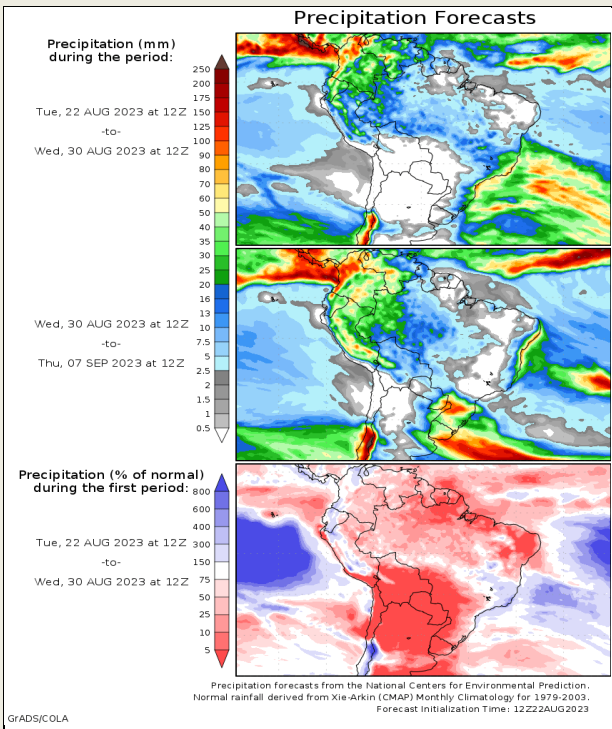 Precipitation Forecasts
Precipitation (mm)
during the period:
Tue, 22 AUG 2023 at 12Z
-to-
Wed, 30 AUG 2023 at 12Z
250
200
175
150
125
100
90
80
70
60
50
40
35
30
25
20
16
13
10
7.5
5
2.5
2
1.5
1
0.5
Wed, 30 AUG 2023 at 12Z
-to-
Thu, 07 SEP 2023 at 12Z
Precipitation (% of normal)
during the first period:
Tue, 22 AUG 2023 at 12Z
-to-
Wed, 30 AUG 2023 at 12Z
800
600
400
300
150
75
50
25
10
5
Precipitation forecasts from the National Centers for Environmental Prediction.
Normal rainfall derived from Xie-Arkin (CMAP) Monthly Climatology for 1979-2003.
Forecast Initialization Time: 12Z22AUG2023
GrADS/COLA